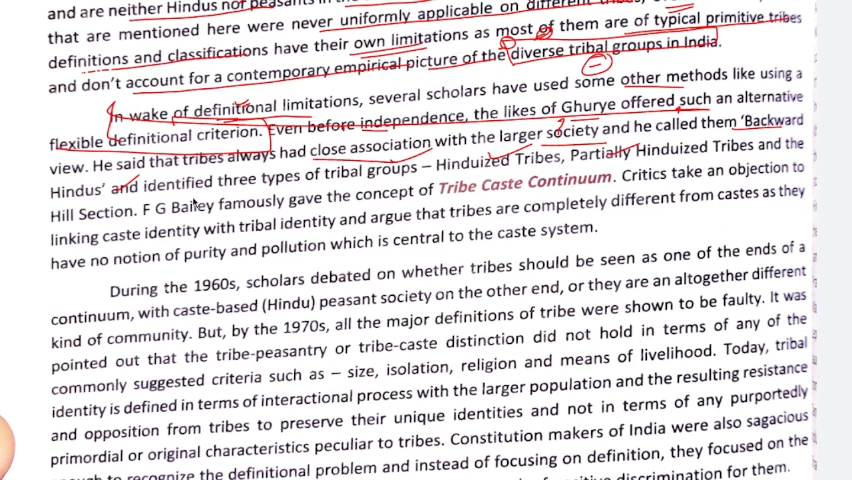 and are neither Hindus nor peasants in the
that are mentioned here were never uniformly applicable on different tribes,
definitions and classifications have their own limitations as most of them are of typical primitive tribes
and don't account for a contemporary empirical picture of the diverse tribal groups in India.
In wake of definitional limitations, several scholars have used some other methods like using a
flexible definitional criterion. Even before independence, the likes of Ghurye offered such an alternative
view. He said that tribes always had close association with the larger society and he called them 'Backward
Hindus' and identified three types of tribal groups – Hinduized Tribes, Partially Hinduized Tribes and the
Hill Section. F G Bailey famously gave the concept of Tribe Caste Continuum. Critics take an objection to
linking caste identity with tribal identity and argue that tribes are completely different from castes as they
have no notion of purity and pollution which is central to the caste system.
During the 1960s, scholars debated on whether tribes should be seen as one of the ends of a
continuum, with caste-based (Hindu) peasant society on the other end, or they are an altogether different
kind of community. But, by the 1970s, all the major definitions of tribe were shown to be faulty. It was
pointed out that the tribe-peasantry or tribe-caste distinction did not hold in terms of any of the
commonly suggested criteria such as – size, isolation, religion and means of livelihood. Today, tribal
identity is defined in terms of interactional process with the larger population and the resulting resistance
and opposition from tribes to preserve their unique identities and not in terms of any purportedly
primordial or original characteristics peculiar to tribes. Constitution makers of India were also sagacious
to recognize the definitional problem and instead of focusing on definition, they focused on the
discrimination for them.